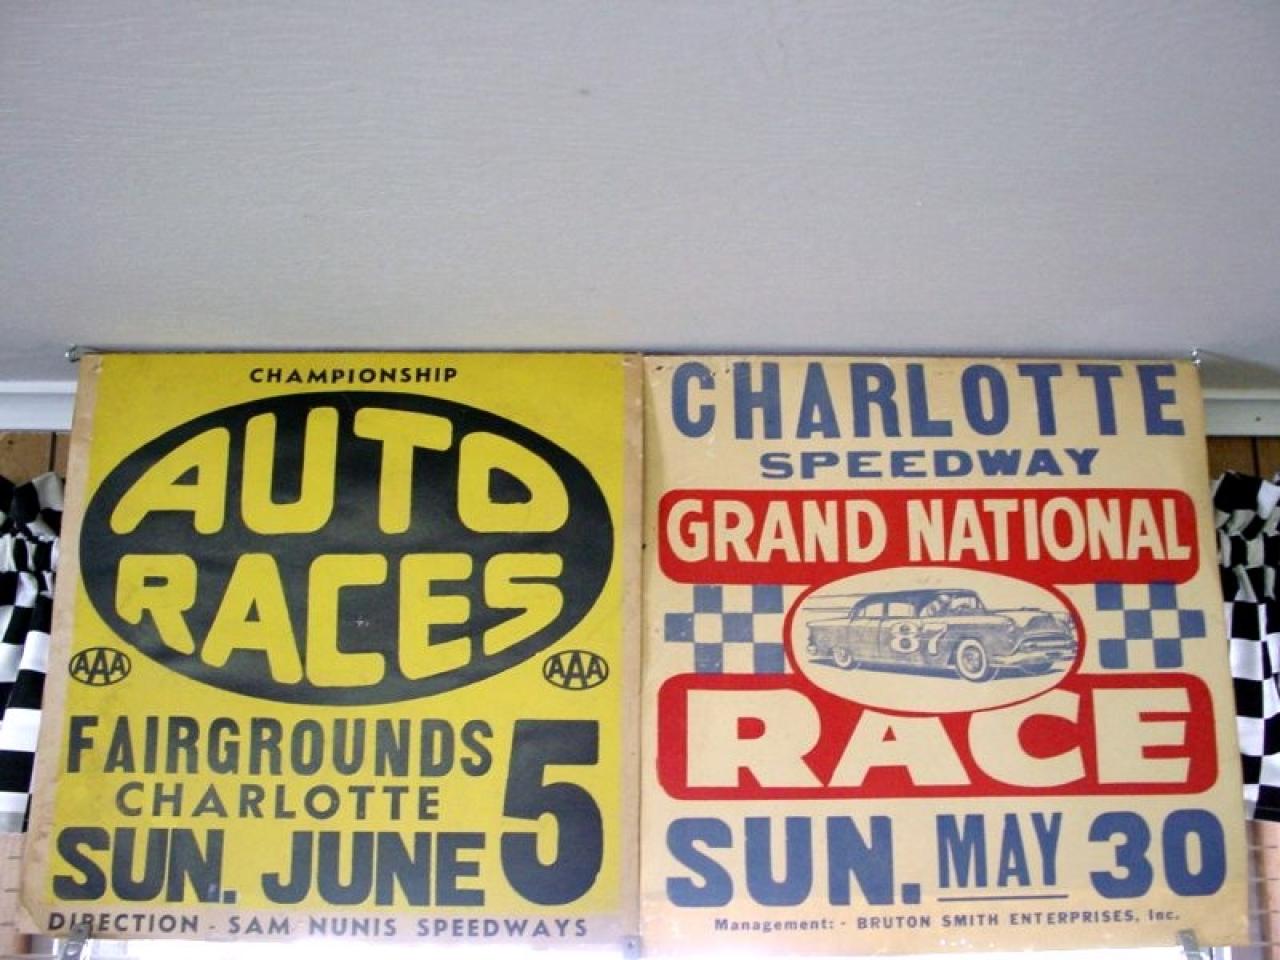 CHAMPIONSHIP
AUTO
RACES
AAA AAA
FAIRGROUNDS
CHARLOTTE
SUN. JUNE 5
DIRECTION - SAM NUNIS SPEEDWAYS
CHARLOTTE
SPEEDWAY
GRAND NATIONAL
87
RACE
SUN. MAY 30
Management: - BRUTON SMITH ENTERPRISES, Inc.